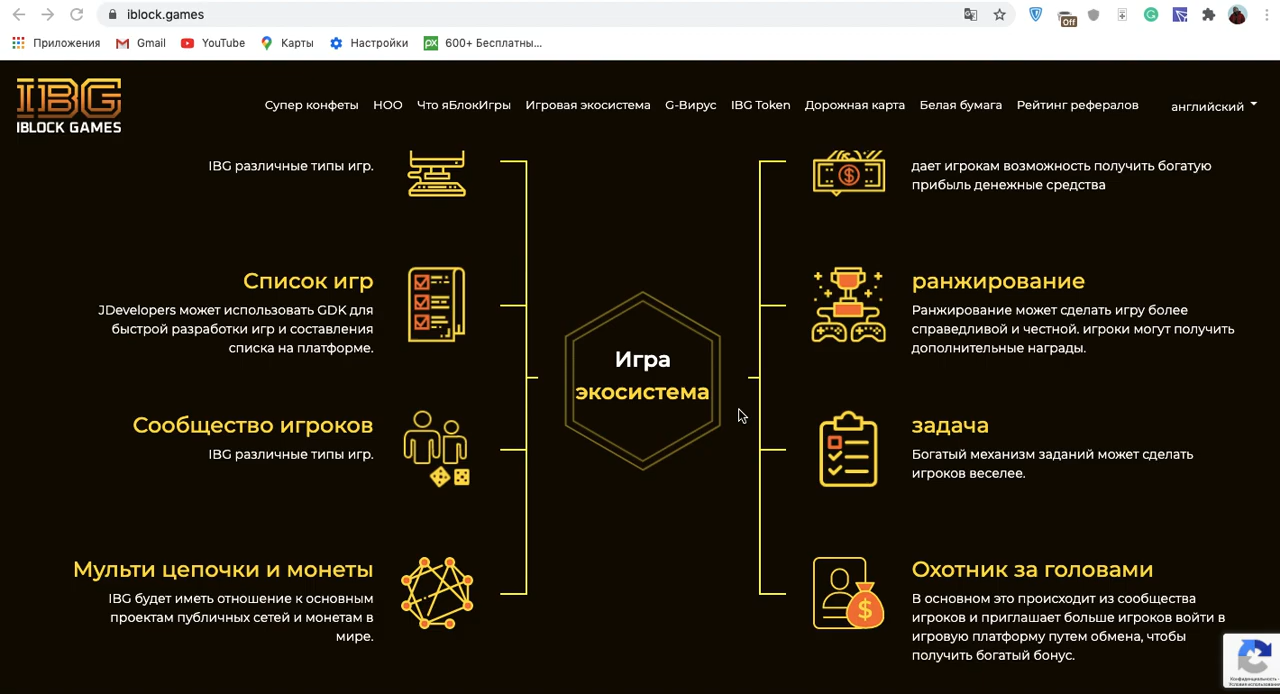 iblock.games
Off
Приложения
Gmail
YouTube
Карты
Настройки
600+ Бесплатны...
IBG
IBLOCK GAMES
Супер конфеты
НОО
Что яБлокИгры
Игровая экосистема
G-Вирус
IBG Token
Дорожная карта
Белая бумага
Рейтинг рефералов
английский
IBG различные типы игр.
Список игр
JDevelopers может использовать GDK для
быстрой разработки игр и составления
списка на платформе.
Сообщество игроков
IBG различные типы игр.
Мульти цепочки и монеты
IBG будет иметь отношение к основным
проектам публичных сетей и монетам в
мире.
Игра
экосистема
дает игрокам возможность получить богатую
прибыль денежные средства
ранжирование
Ранжирование может сделать игру более
справедливой и честной. игроки могут получить
дополнительные награды.
задача
Богатый механизм заданий может сделать
игроков веселее.
Охотник за головами
В основном это происходит из сообщества
игроков и приглашает больше игроков войти в
игровую платформу путем обмена, чтобы
получить богатый бонус.
Конфиденциальность -
Условия использования